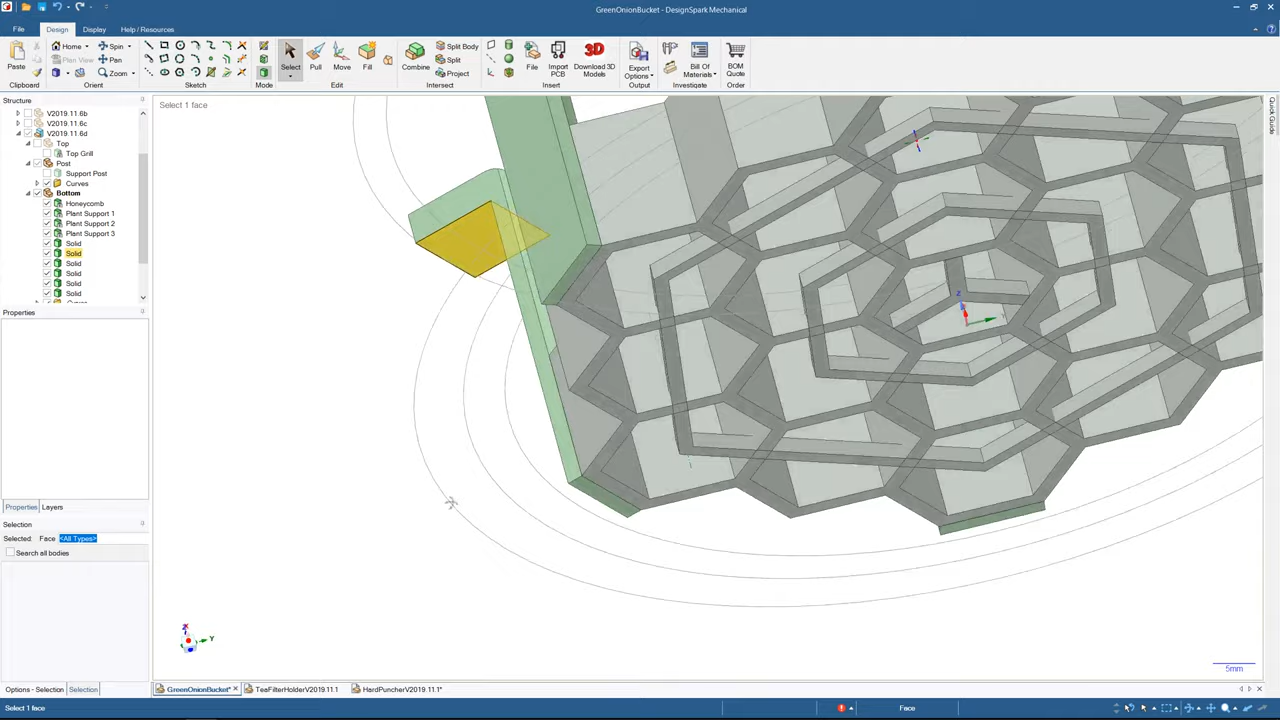 GreenOnionBucket - DesignSpark Mechanical
File Design Display Help / Resources
Paste
Home Spin
Plan View Pan
Zoom
Select Pull Move Fill
Combine
Split Body
Split
Project
File Import PCB Download 3D Models
Export Options
Bill Of Materials
BOM Quote
Clipboard Orient Sketch Mode Edit Intersect Insert Output Investigate Order
Structure
V2019.11.6b
V2019.11.6c
V2019.11.6d
Top
Top Grill
Post
Support Post
Curves
Bottom
Honeycomb
Plant Support 1
Plant Support 2
Plant Support 3
Solid
Solid
Solid
Solid
Solid
Solid
Properties
Properties Layers
Selection
Selected: Face <All Types>
Search all bodies
Options - Selection Selection
Select 1 face
Z
Y
5mm
Quick Guide
GreenOnionBucket* TeaFilterHolderV2019.11.1 HardPuncherV2019.11.1*
Select 1 face
Face